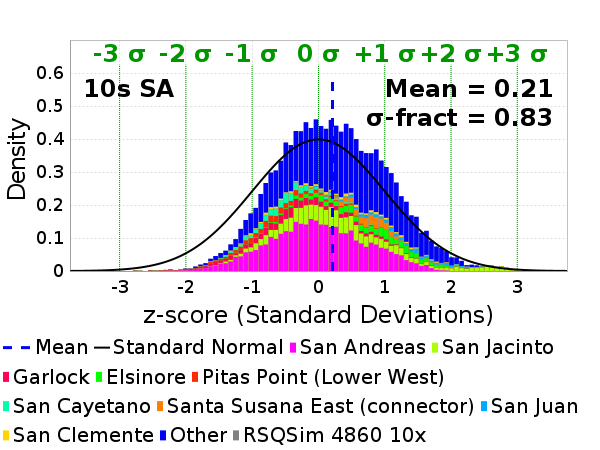 -3 σ -2 σ -1 σ 0 σ +1 σ +2 σ +3 σ
10s SA
Mean = 0.21
σ-fract = 0.83
0.6
0.5
0.4
0.3
0.2
0.1
0
Density
-3 -2 -1 0 1 2 3
z-score (Standard Deviations)
Mean Standard Normal San Andreas San Jacinto
Garlock Elsinore Pitas Point (Lower West)
San Cayetano Santa Susana East (connector) San Juan
San Clemente Other RSQSim 4860 10x